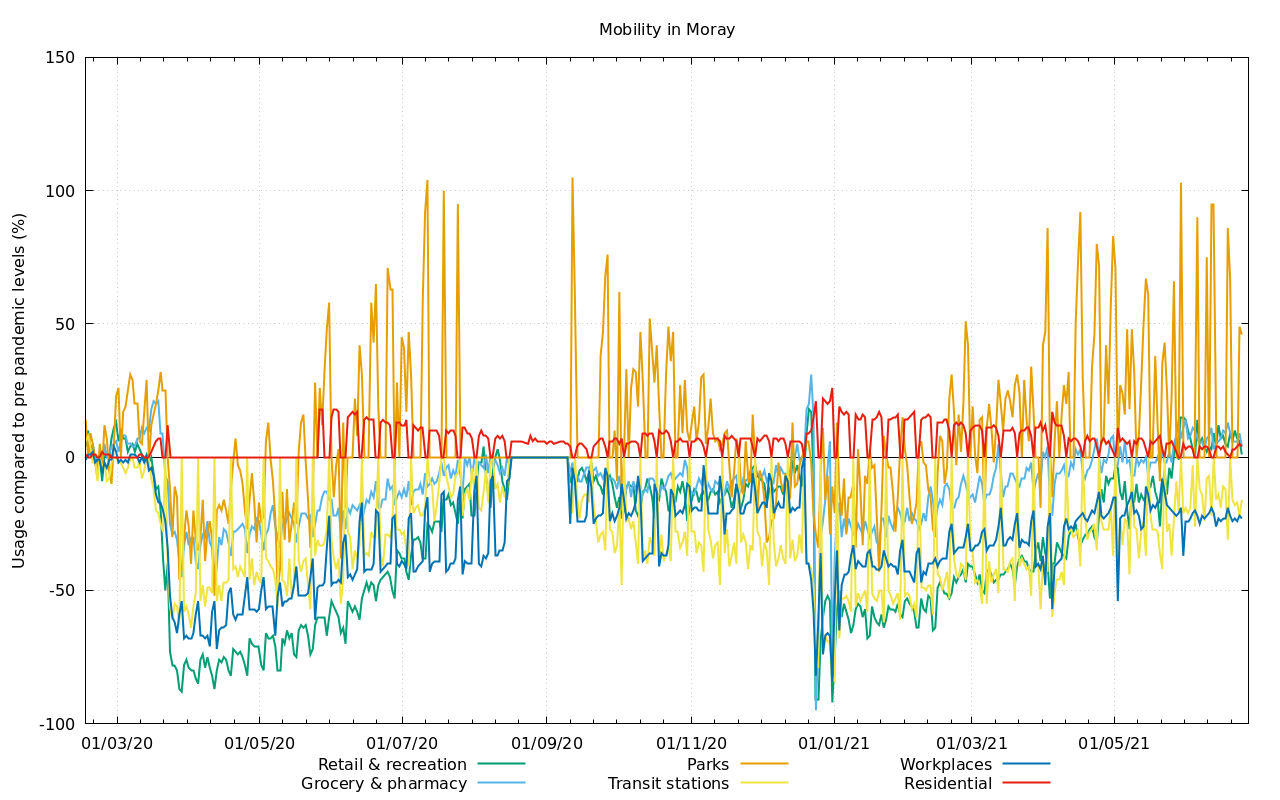 Mobility in Moray
Usage compared to pre pandemic levels (%)
150
100
50
0
-50
-100
01/03/20 01/05/20 01/07/20 01/09/20 01/11/20 01/01/21 01/03/21 01/05/21
Retail & recreation Parks Workplaces
Grocery & pharmacy Transit stations Residential